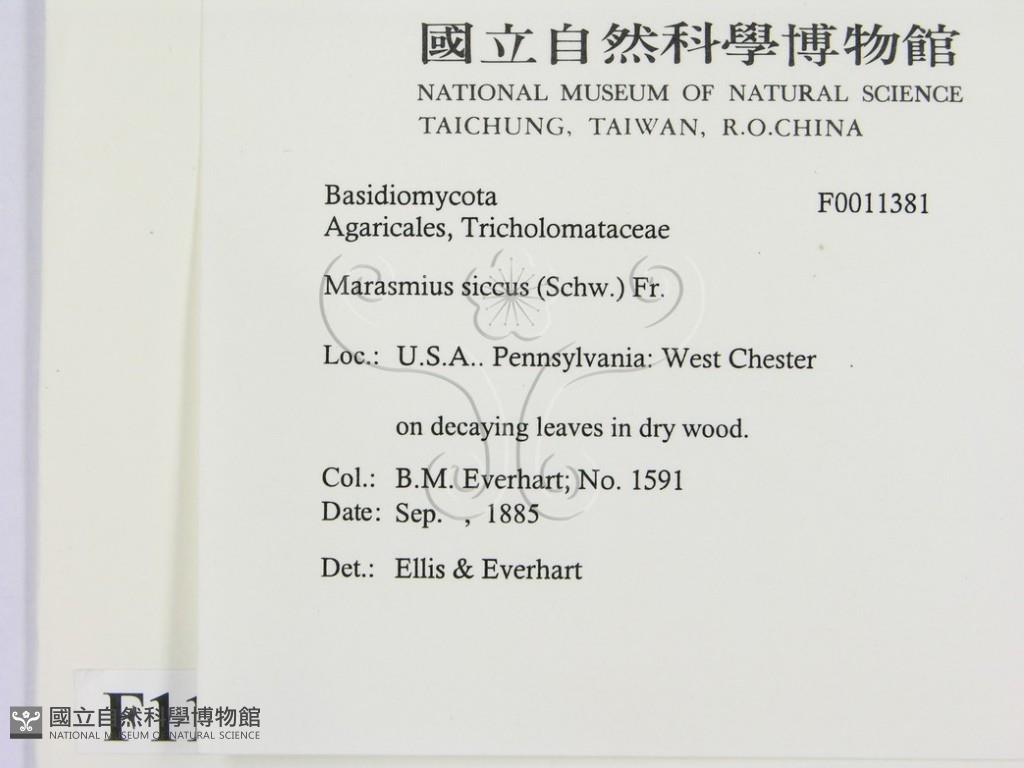 國立自然科學博物館
NATIONAL MUSEUM OF NATURAL SCIENCE
TAICHUNG, TAIWAN, R.O.CHINA
Basidiomycota
F0011381
Agaricales, Tricholomataceae
Marasmius siccus (Schw.) Fr.
Loc.: U.S.A.. Pennsylvania: West Chester
on decaying leaves in dry wood.
Col.: B.M. Everhart; No. 1591
Date: Sep. , 1885
Det.: Ellis & Everhart
F11
國立自然科學博物館
NATIONAL MUSEUM OF NATURAL SCIENCE